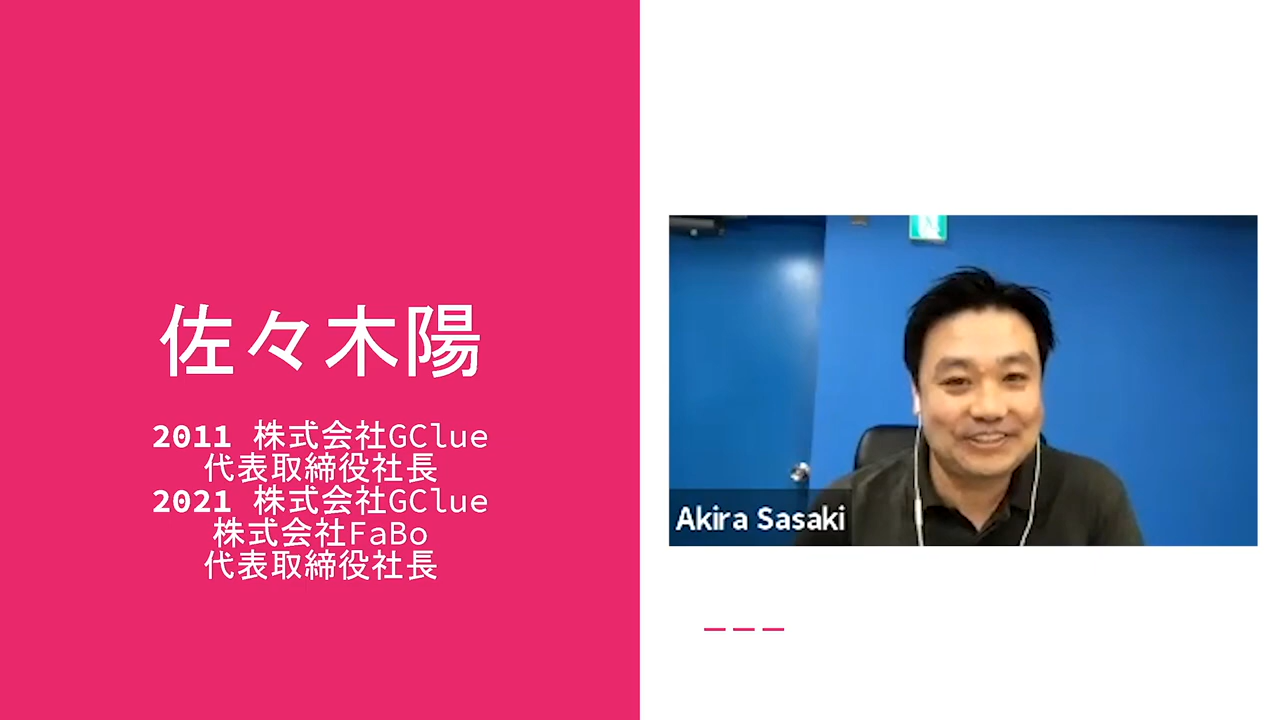 佐々木陽
2011 株式会社GClue
代表取締役社長
2021 株式会社GClue
株式会社FaBo
代表取締役社長
Akira Sasaki